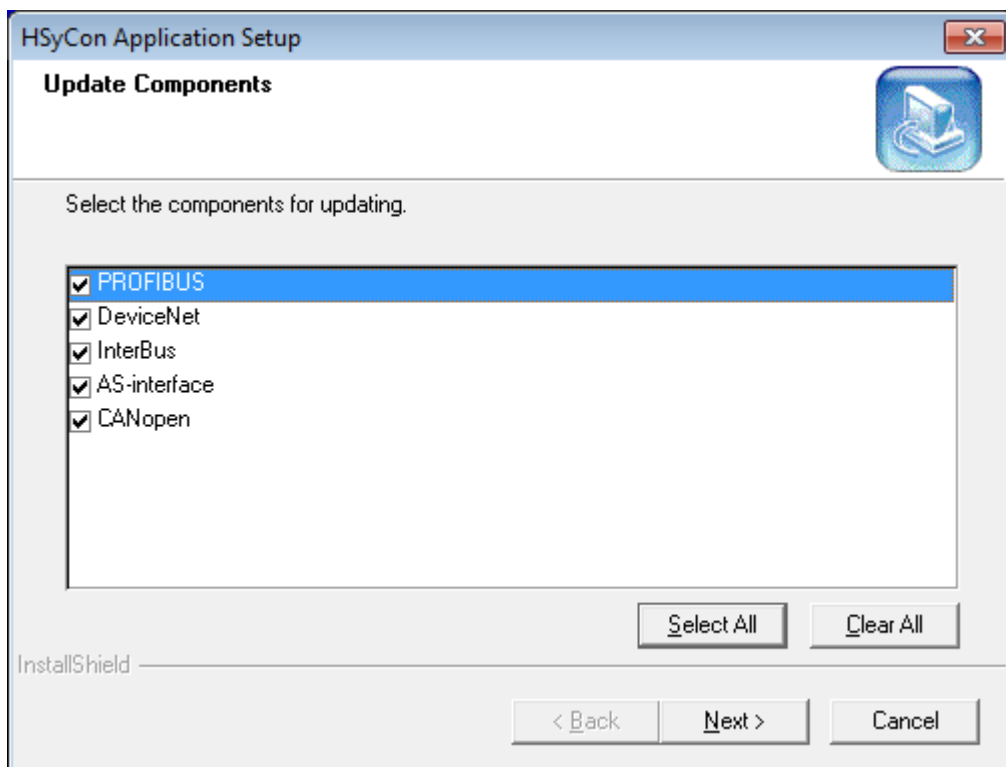 HSyCon Application Setup
Update Components
Select the components for updating.
PROFIBUS
DeviceNet
InterBus
AS-interface
CANopen
Select All
Clear All
InstallShield
< Back
Next >
Cancel